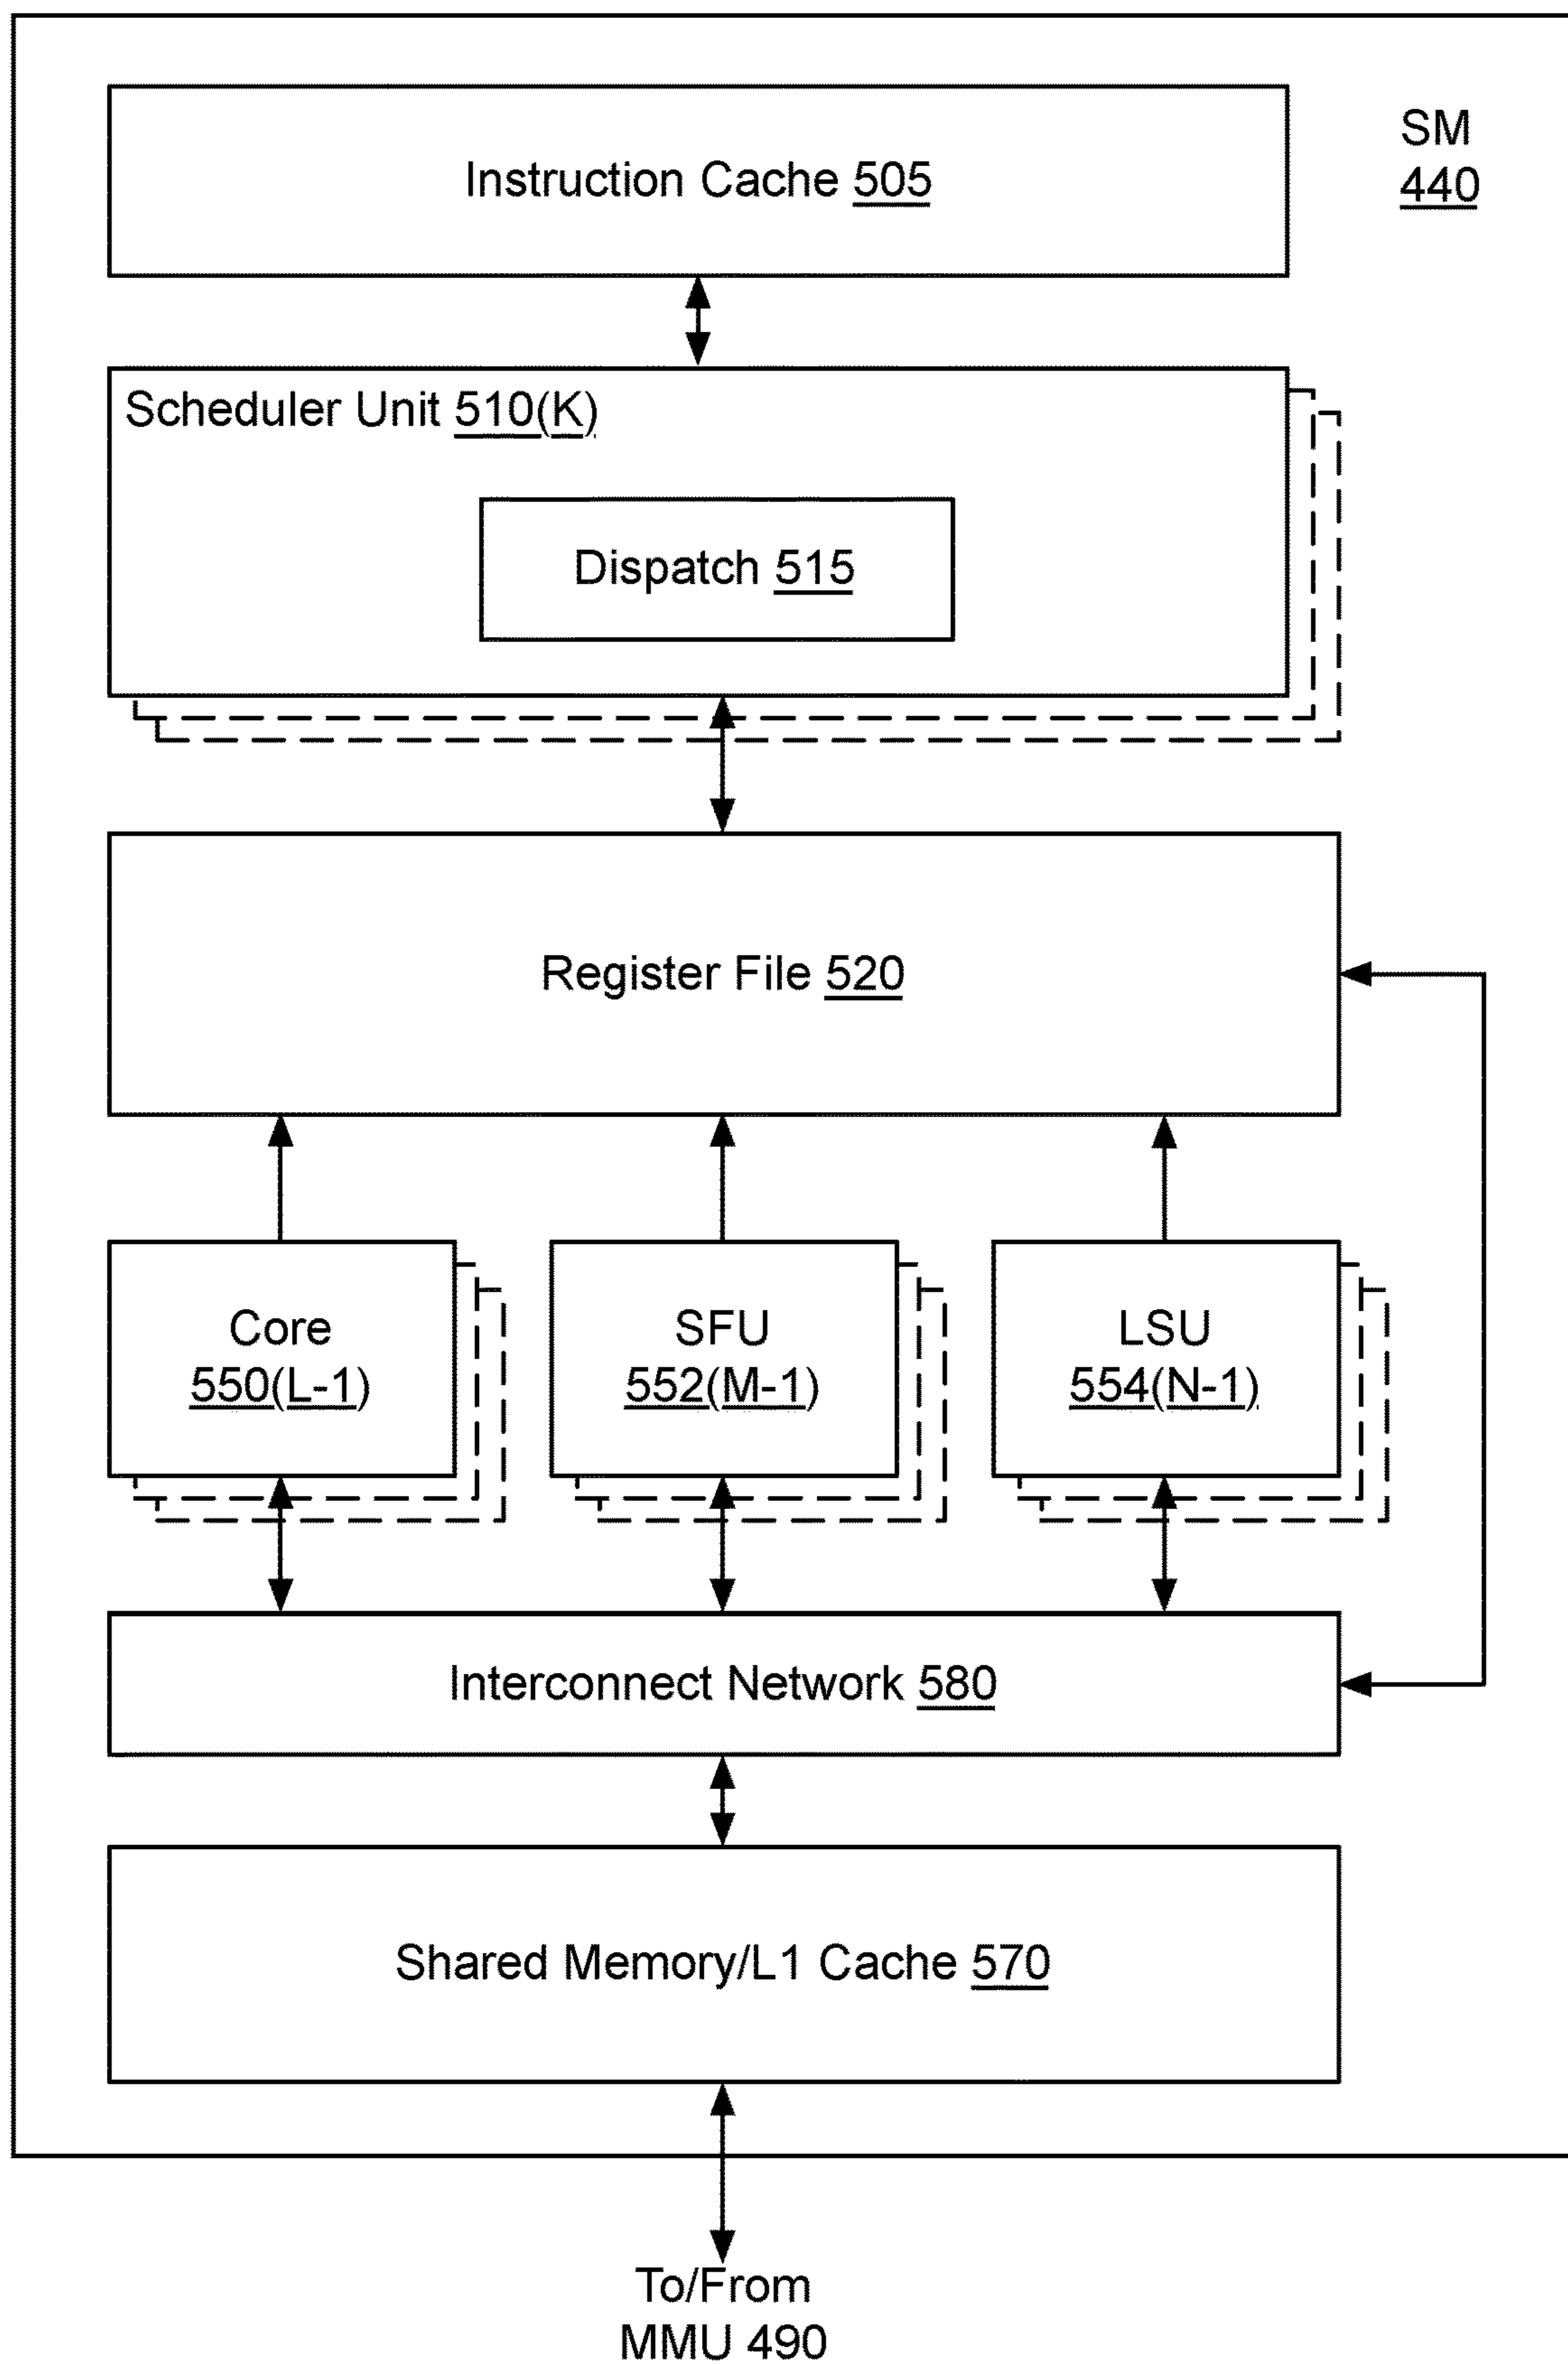 Instruction Cache 505
SM
440
Scheduler Unit 510(K)
Dispatch 515
Register File 520
Core
550(L-1)
SFU
552(M-1)
LSU
554(N-1)
Interconnect Network 580
Shared Memory/L1 Cache 570
To/From
MMU 490